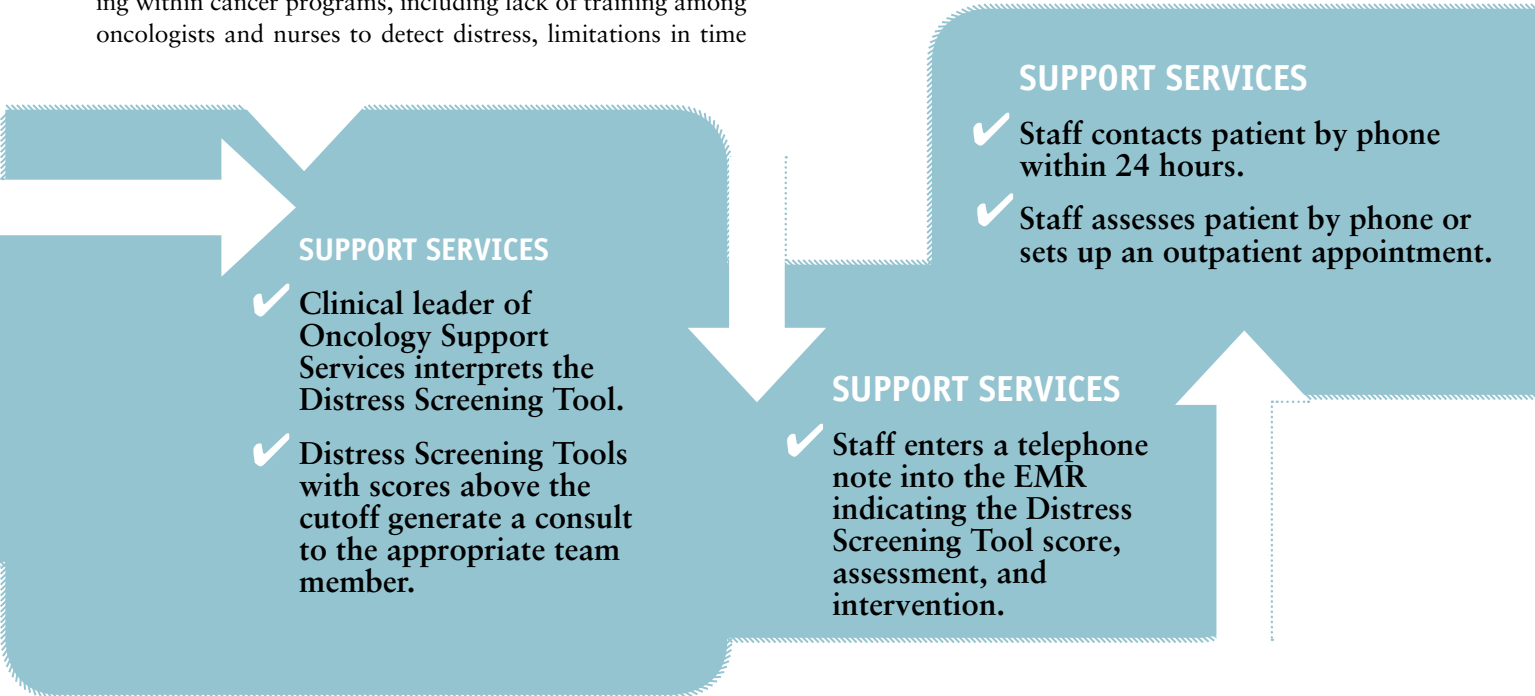 ing within cancer programs, including lack of training among
oncologists and nurses to detect distress, limitations in time
SUPPORT SERVICES
✔ Clinical leader of
Oncology Support
Services interprets the
Distress Screening Tool.
✔ Distress Screening Tools
with scores above the
cutoff generate a consult
to the appropriate team
member.
SUPPORT SERVICES
✔ Staff enters a telephone
note into the EMR
indicating the Distress
Screening Tool score,
assessment, and
intervention.
SUPPORT SERVICES
✔ Staff contacts patient by phone
within 24 hours.
✔ Staff assesses patient by phone or
sets up an outpatient appointment.